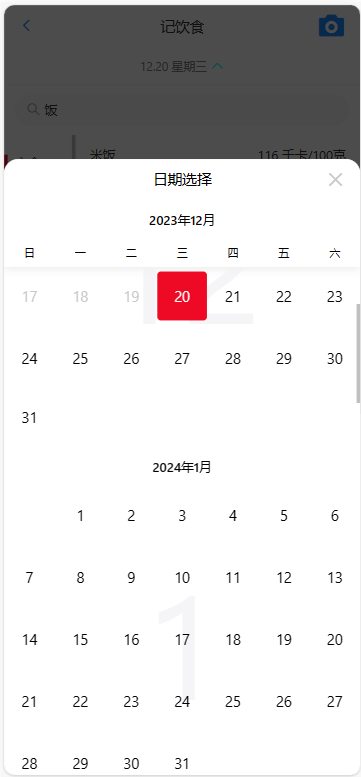 记饮食
12.20 星期三
饭
米饭 116 千卡/100克
日期选择
2023年12月
日 一 二 三 四 五 六
12
17 18 19 20 21 22 23
24 25 26 27 28 29 30
31
2024年1月
1 2 3 4 5 6
7 8 9 10 11 12 13
1
14 15 16 17 18 19 20
21 22 23 24 25 26 27
28 29 30 31